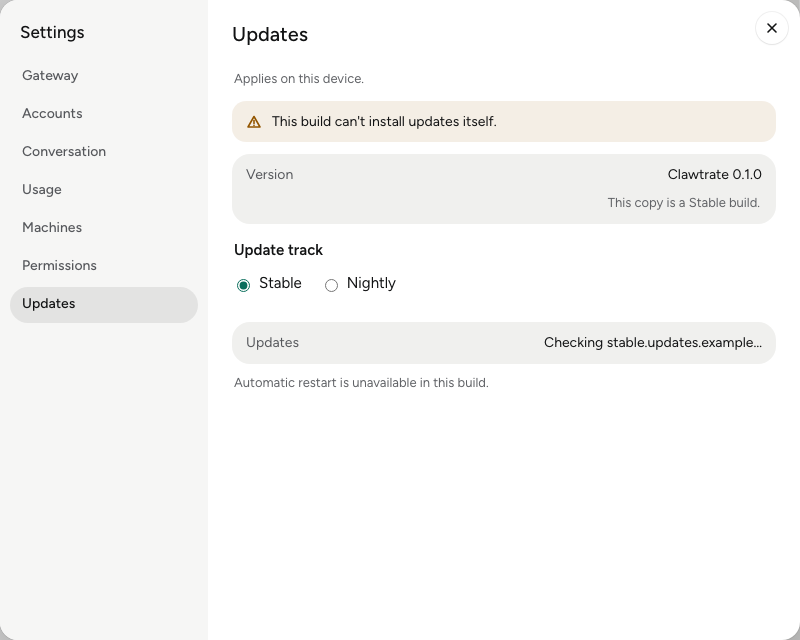 Settings
Gateway
Accounts
Conversation
Usage
Machines
Permissions
Updates
Updates
Applies on this device.
This build can't install updates itself.
Version
Clawtrate 0.1.0
This copy is a Stable build.
Update track
Stable
Nightly
Updates
Checking stable.updates.example...
Automatic restart is unavailable in this build.